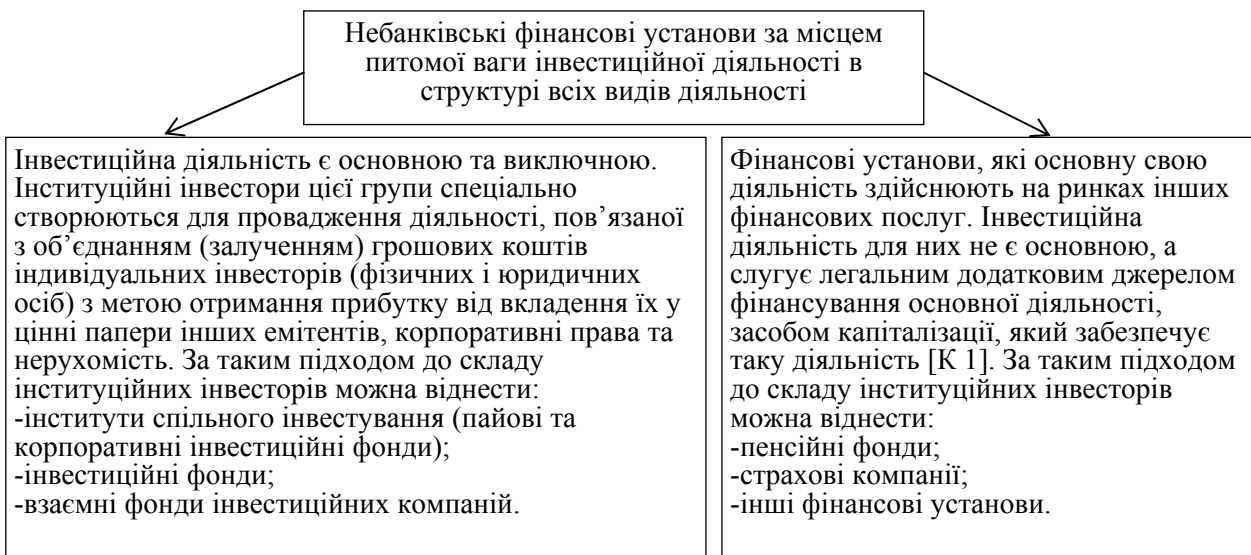 Небанківські фінансові установи за місцем
питомої ваги інвестиційної діяльності в
структурі всіх видів діяльності
Інвестиційна діяльність є основною та виключною.
Інституційні інвестори цієї групи спеціально
створюються для провадження діяльності, пов’язаної
з об’єднанням (залученням) грошових коштів
індивідуальних інвесторів (фізичних і юридичних
осіб) з метою отримання прибутку від вкладення їх у
цінні папери інших емітентів, корпоративні права та
нерухомість. За таким підходом до складу
інституційних інвесторів можна віднести:
-інститути спільного інвестування (пайові та
корпоративні інвестиційні фонди);
-інвестиційні фонди;
-взаємні фонди інвестиційних компаній.
Фінансові установи, які основну свою
діяльність здійснюють на ринках інших
фінансових послуг. Інвестиційна
діяльність для них не є основною, а
слугує легальним додатковим джерелом
фінансування основної діяльності,
засобом капіталізації, який забезпечує
таку діяльність [К 1]. За таким підходом
до складу інституційних інвесторів
можна віднести:
-пенсійні фонди;
-страхові компанії;
-інші фінансові установи.